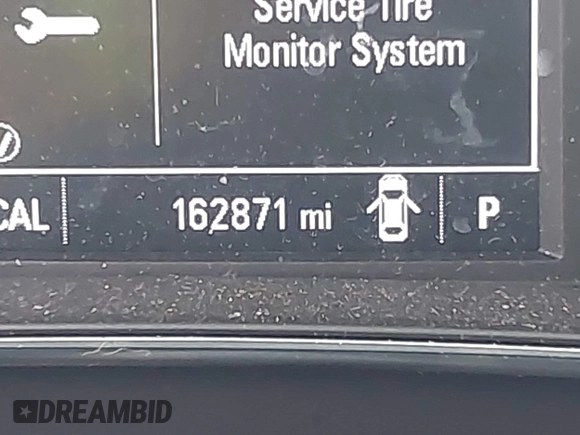 Service Tire
Monitor System
CAL
162871 mi
P
DREAMBID